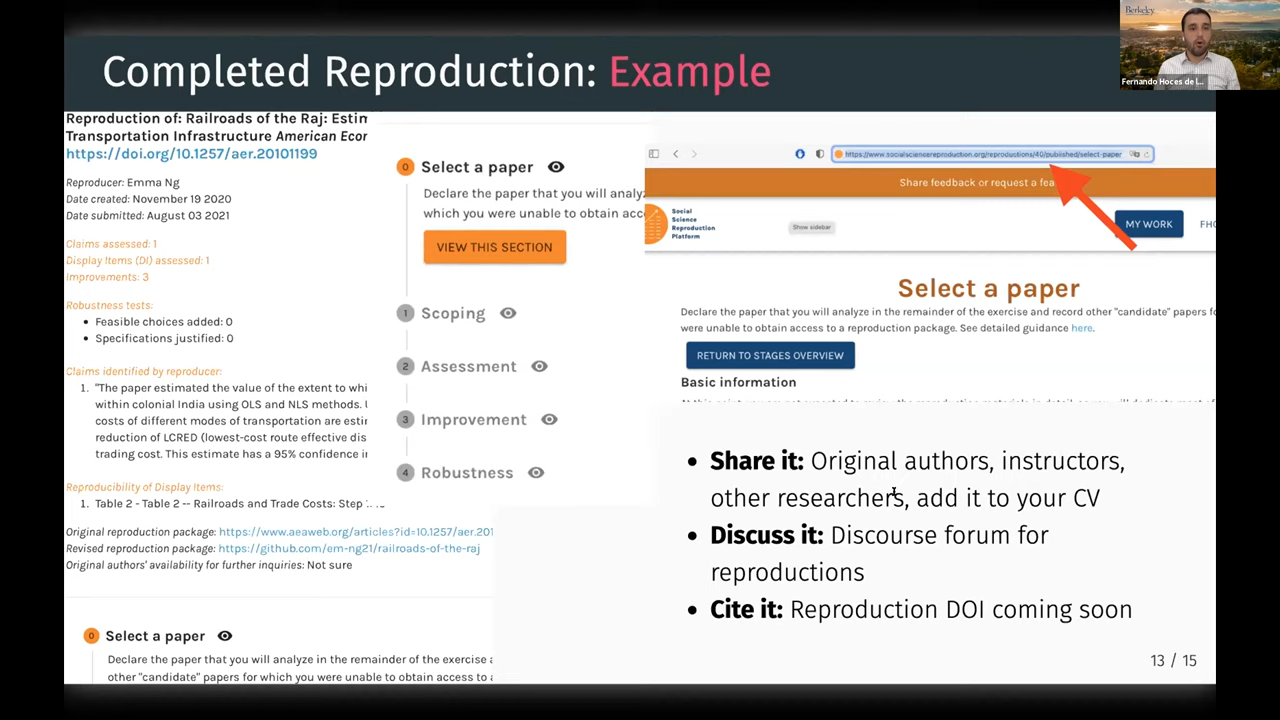 Completed Reproduction: Example
Berkeley
Fernando Hoces de l...
Reproduction of: Railroads of the Raj: Estim
Transportation Infrastructure American Econ
https://doi.org/10.1257/aer.20101199
Reproducer: Emma Ng
Date created: November 19 2020
Date submitted: August 03 2021
Claims assessed: 1
Display Items (DI) assessed: 1
Improvements: 3
Robustness tests:
• Feasible choices added: 0
• Specifications justified: 0
Claims identified by reproducer:
1. "The paper estimated the value of the extent to whi
within colonial India using OLS and NLS methods.
costs of different modes of transportation are esti
reduction of LCRED (lowest-cost route effective dis
trading cost. This estimate has a 95% confidence i
Reproducibility of Display Items:
1. Table 2 - Table 2 -- Railroads and Trade Costs: Step
Original reproduction package: https://www.aeaweb.org/articles?id=10.1257/aer.201
Revised reproduction package: https://github.com/em-ng21/railroads-of-the-raj
Original authors' availability for further inquiries: Not sure
0 Select a paper
Declare the paper that you will analyze in the remainder of the exercise a
other "candidate" papers for which you were unable to obtain access to a
0 Select a paper
Declare the paper that you will analyz
which you were unable to obtain acc
VIEW THIS SECTION
1 Scoping
2 Assessment
3 Improvement
4 Robustness
https://www.socialsciencereproduction.org/reproductions/40/published/select-paper
Share feedback or request a fea
Social
Science
Reproduction
Platform
Show sidebar
MY WORK
FHO
Select a paper
Declare the paper that you will analyze in the remainder of the exercise and record other "candidate" papers fo
were unable to obtain access to a reproduction package. See detailed guidance here.
RETURN TO STAGES OVERVIEW
Basic information
• Share it: Original authors, instructors,
other researchers, add it to your CV
• Discuss it: Discourse forum for
reproductions
• Cite it: Reproduction DOI coming soon
13 / 15